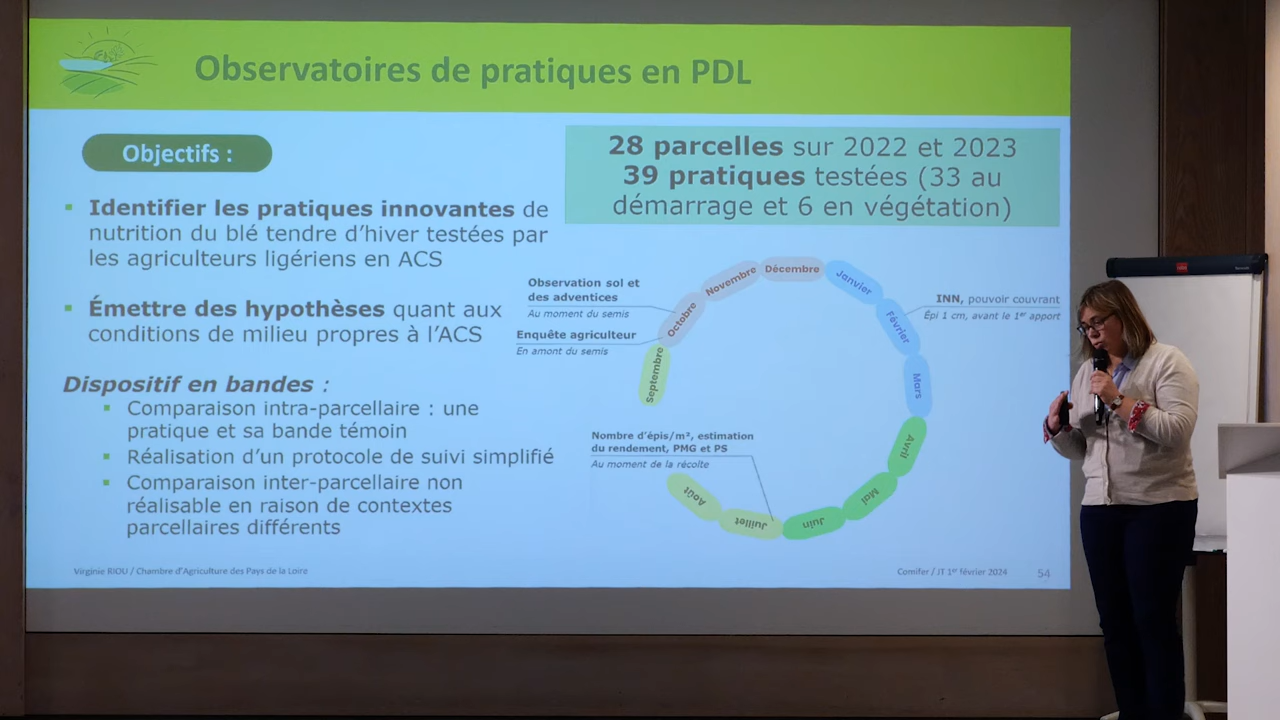 Observatoires de pratiques en PDL
Objectifs :
28 parcelles sur 2022 et 2023
39 pratiques testées (33 au
démarrage et 6 en végétation)
Identifier les pratiques innovantes de
nutrition du blé tendre d'hiver testées par
les agriculteurs ligériens en ACS
Émettre des hypothèses quant aux
conditions de milieu propres à l'ACS
Dispositif en bandes :
Comparaison intra-parcellaire : une
pratique et sa bande témoin
Réalisation d'un protocole de suivi simplifié
Comparaison inter-parcellaire non
réalisable en raison de contextes
parcellaires différents
Observation sol et
des adventices
Au moment du semis
Enquête agriculteur
En amont du semis
Septembre
Octobre
Novembre
Décembre
Janvier
Février
Mars
Avril
Mai
Juin
Juillet
Août
INN, pouvoir couvrant
Épi 1 cm, avant le 1er apport
Nombre d'épis/m², estimation
du rendement, PMG et PS
Au moment de la récolte
Virginie RIOU / Chambre d'Agriculture des Pays de la Loire
Comifer / JT 1er février 2024
54